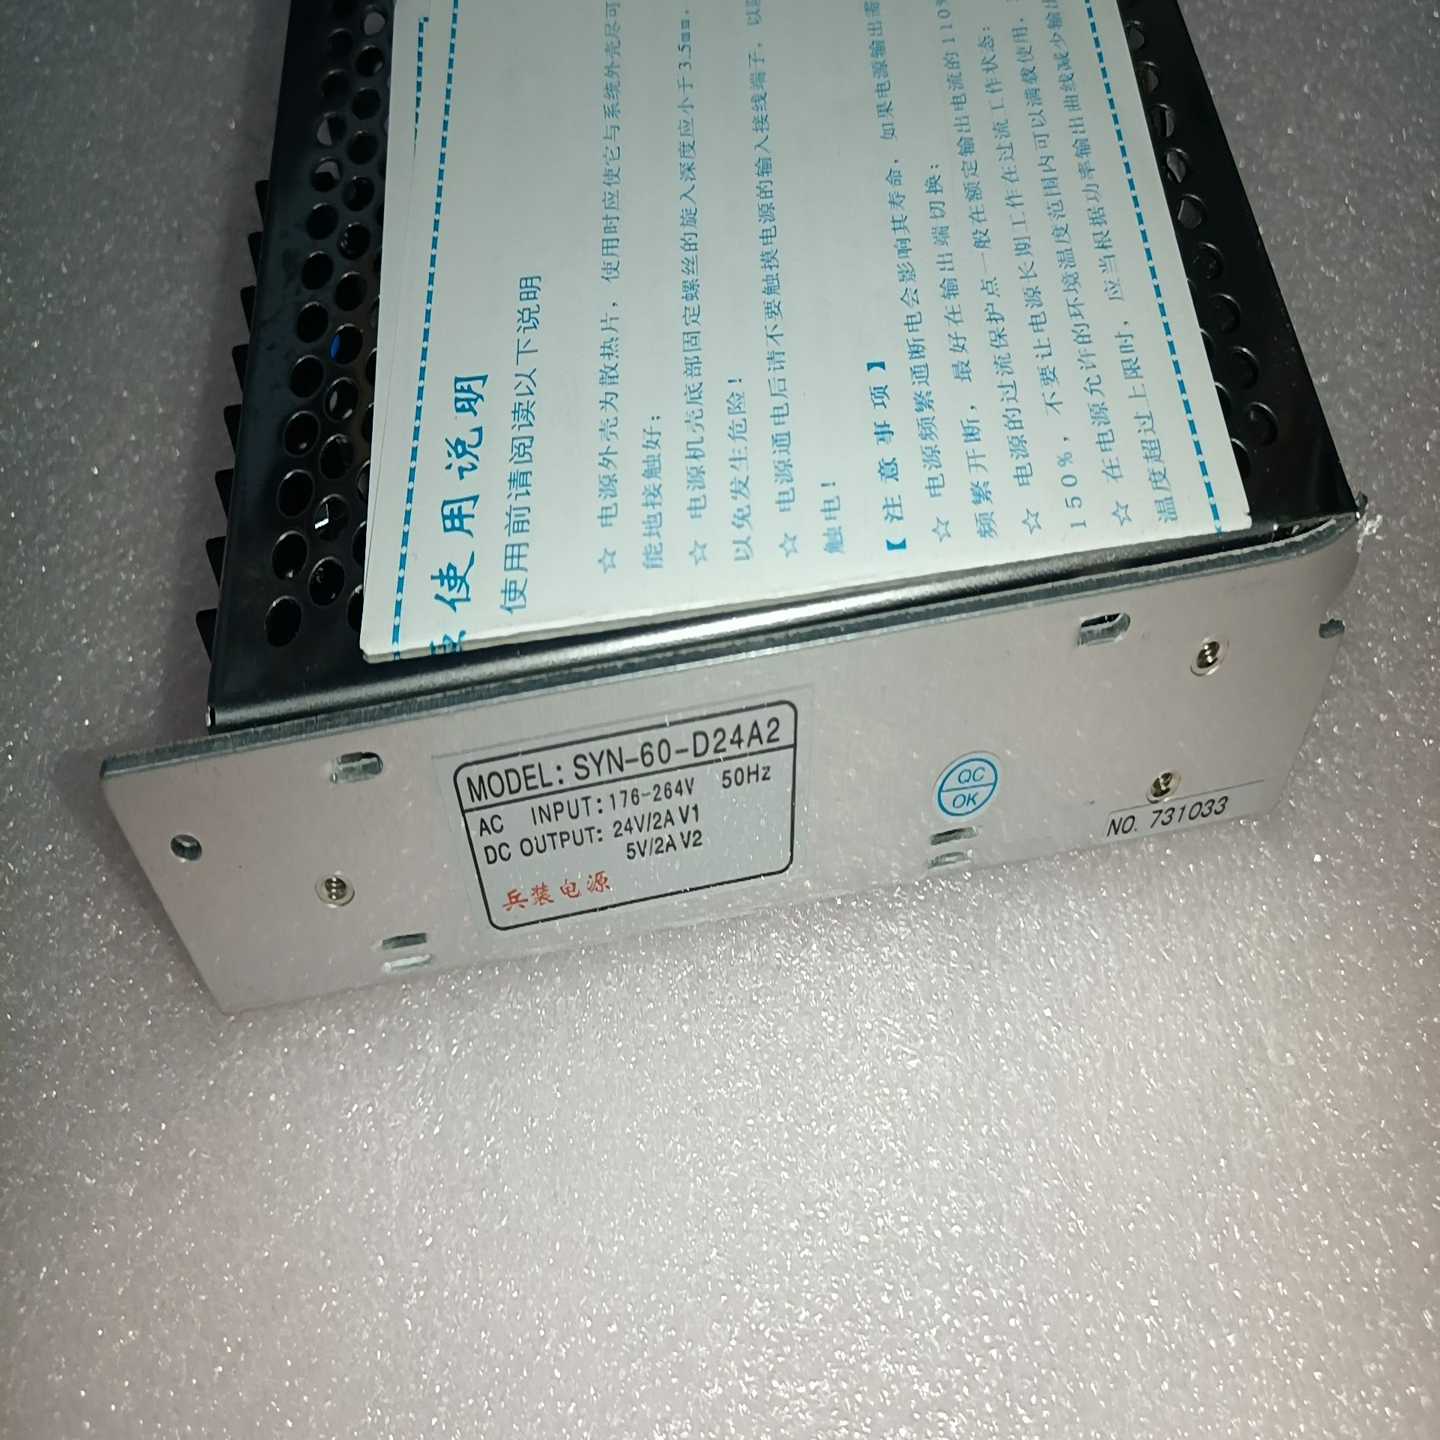 使用说明
使用前请阅读以下说明
☆ 电源外壳为散热片，使用时应使它与系统外壳尽可
能地接触好；
☆ 电源机壳底部固定螺丝的旋入深度应小于3.5mm，
以免发生危险！
☆ 电源通电后请不要触摸电源的输入接线端子，以
触电！
【注意事项】
☆ 电源频繁通断电会影响其寿命，如果电源输出需
频繁开断，最好在输出端切换；
☆ 电源的过流保护点一般在额定输出电流的110%
150%，不要让电源长期工作在过流工作状态；
☆ 在电源允许的环境温度范围内可以满载使用，
温度超过上限时，应当根据功率输出曲线减少输出
MODEL: SYN-60-D24A2
AC INPUT: 176-264V 50Hz
DC OUTPUT: 24V/2A V1
5V/2A V2
兵装电源
QC
OK
NO. 731033